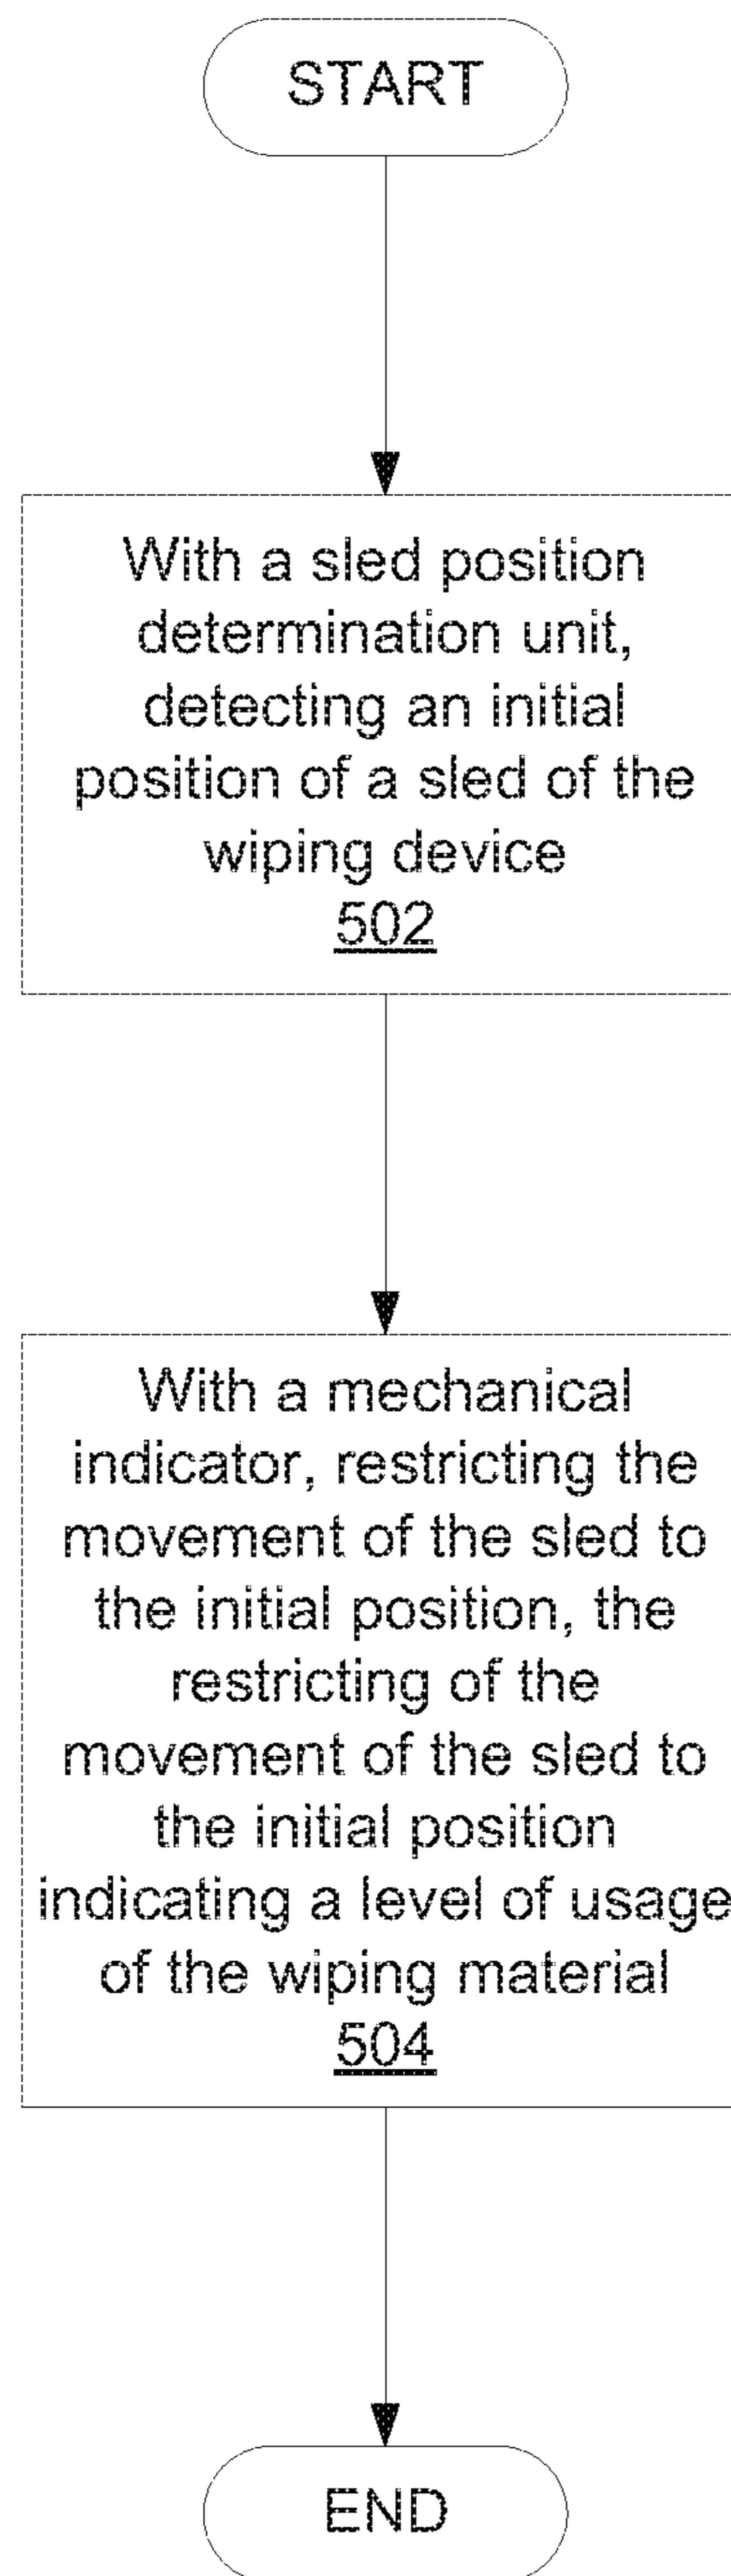 START
With a sled position
determination unit,
detecting an initial
position of a sled of the
wiping device
502
With a mechanical
indicator, restricting the
movement of the sled to
the initial position, the
restricting of the
movement of the sled to
the initial position
indicating a level of usage
of the wiping material
504
END